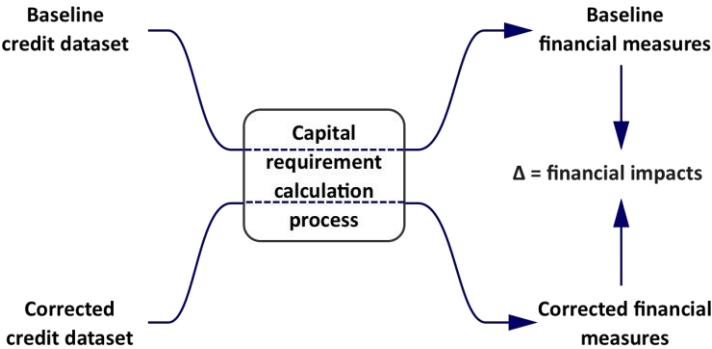 Baseline
credit dataset
Baseline
financial measures
Capital
requirement
calculation
process
Δ = financial impacts
Corrected
credit dataset
Corrected financial
measures